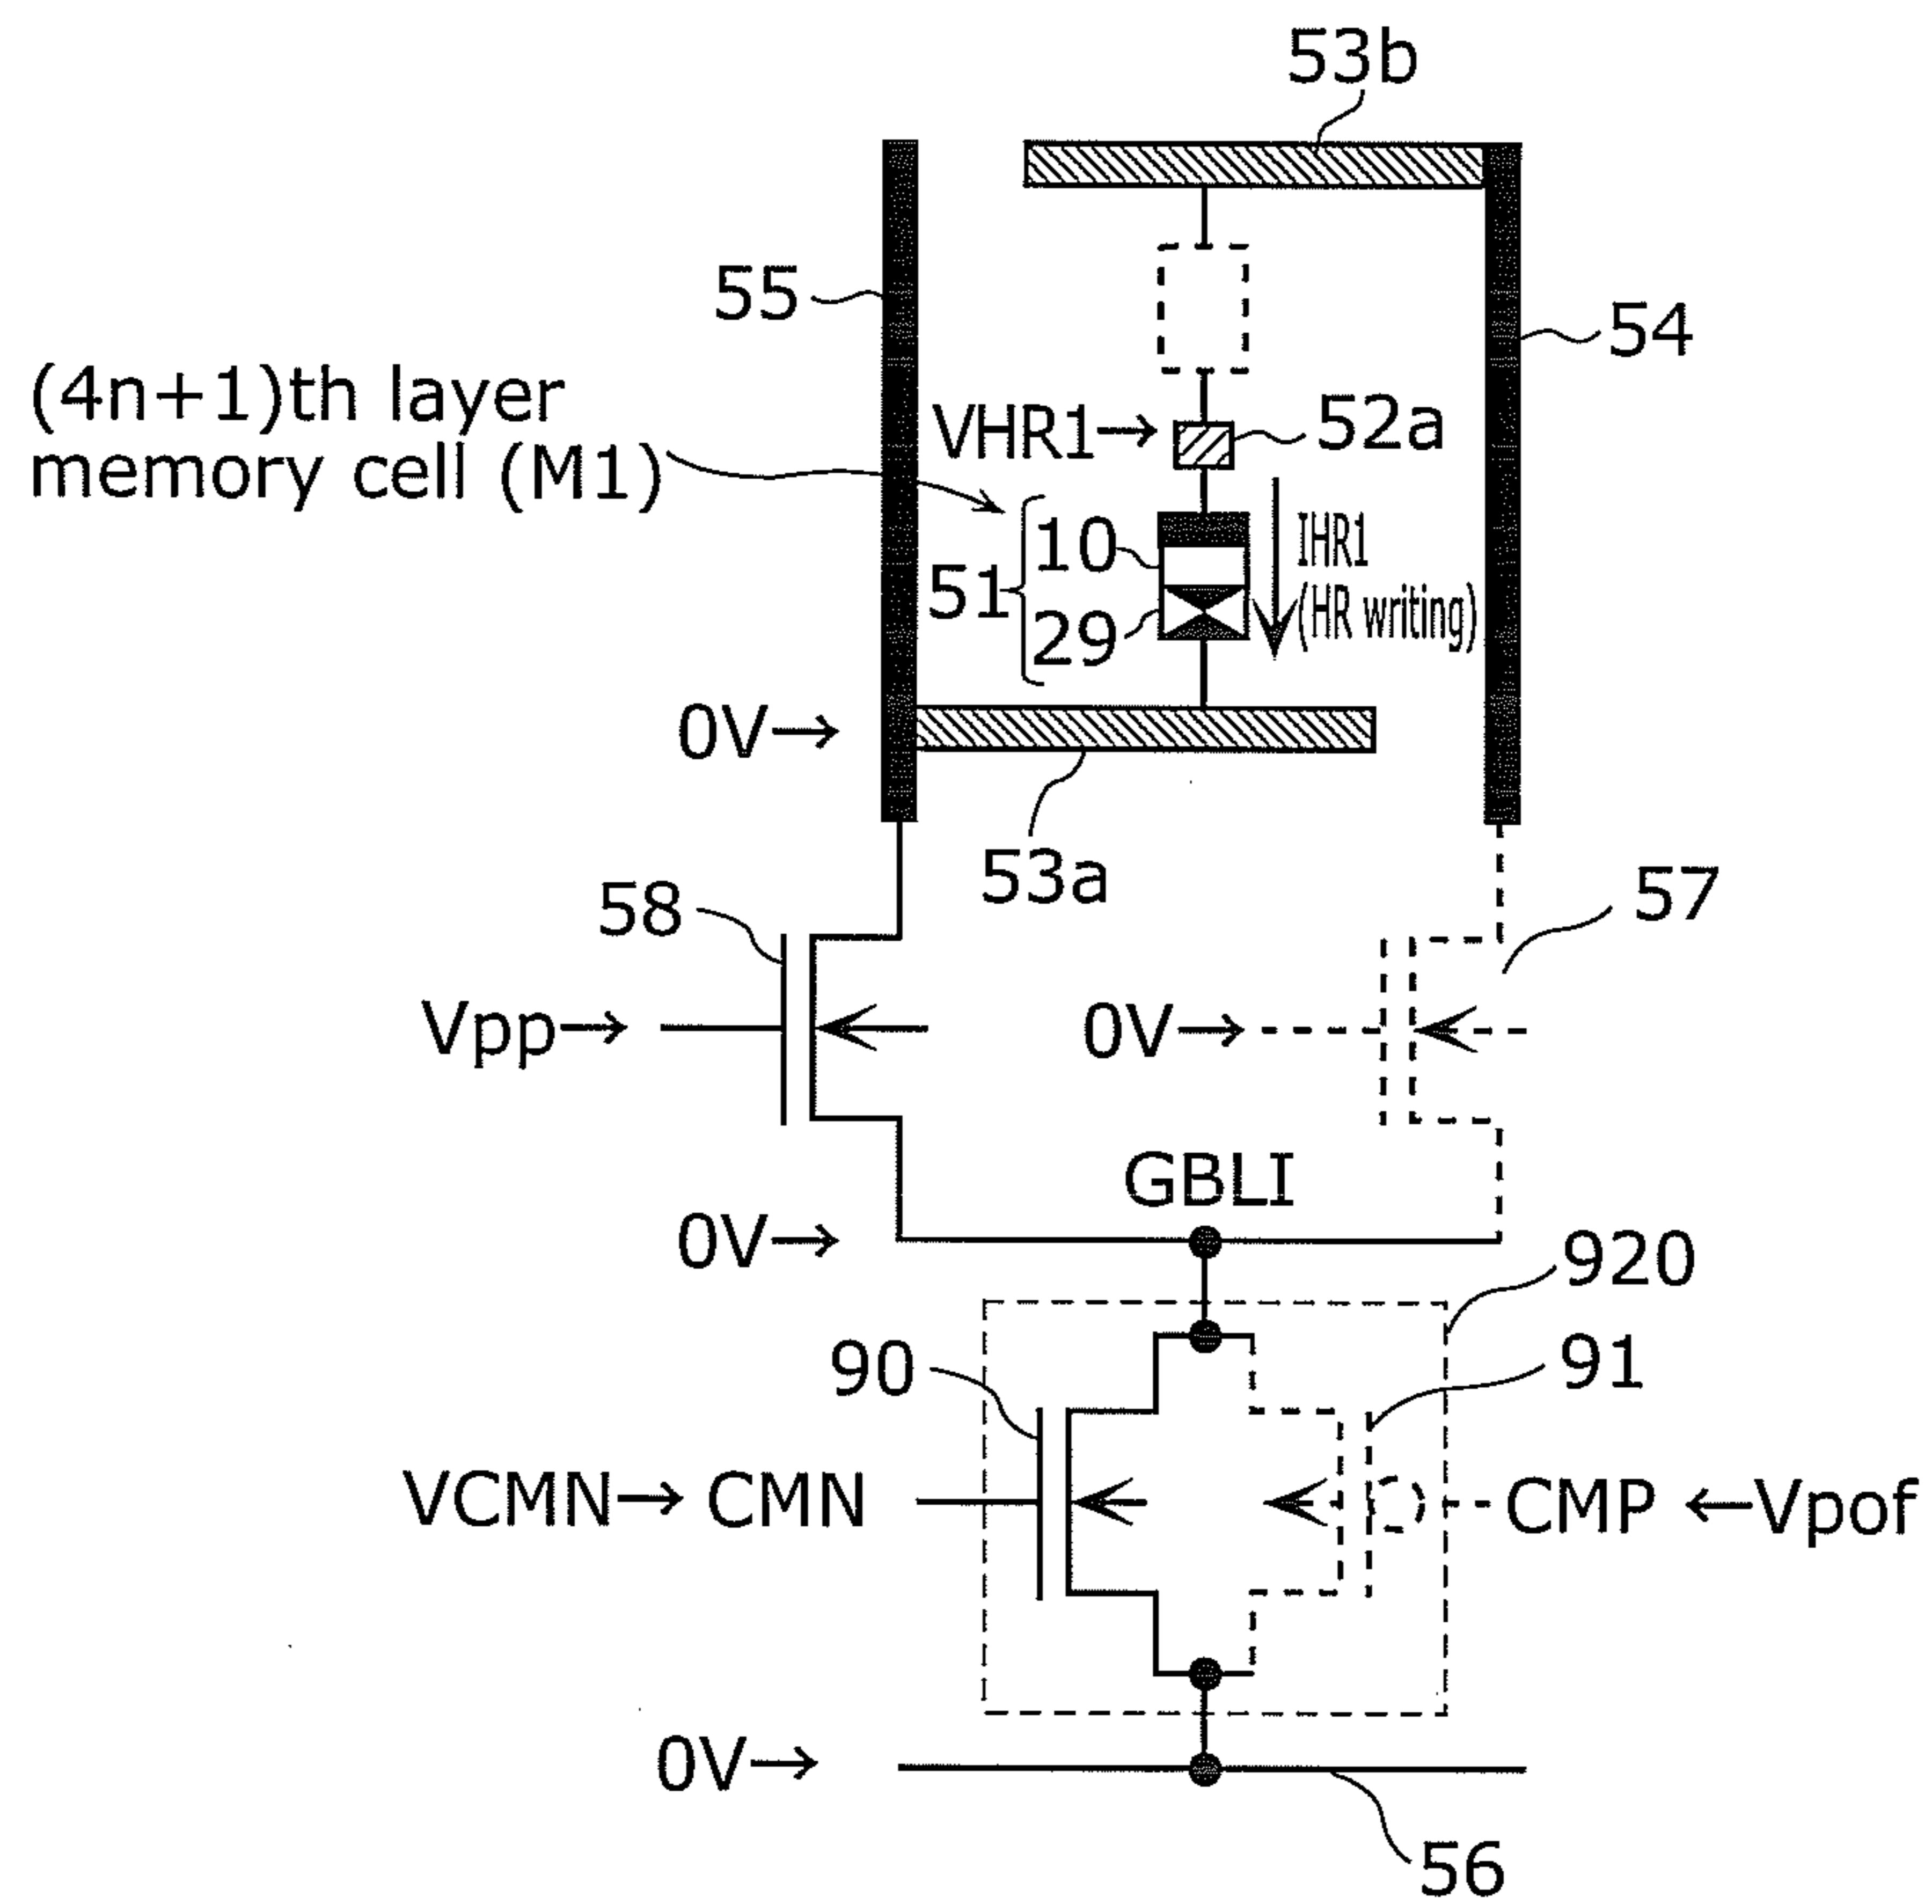 53b
55
54
(4n+1)th layer
memory cell (M1)
VHR1→
52a
51
10
29
IHR1
(HR writing)
0V→
53a
58
57
Vpp→
0V→
GBLI
0V→
920
90
91
VCMN→ CMN
CMP ←Vpof
0V→
56